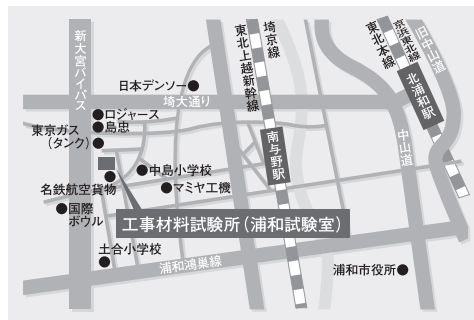 新大宮バイパス
日本デンソー
埼大通り
ロジャース
島忠
東京ガス
(タンク)
名鉄航空貨物
中島小学校
マミヤ工機
国際
ボウル
工事材料試験所(浦和試験室)
土合小学校
浦和鴻巣線
浦和市役所
東北上越新幹線
埼京線
南与野駅
東北本線
京浜東北線
北浦和駅
旧中山道
中山道